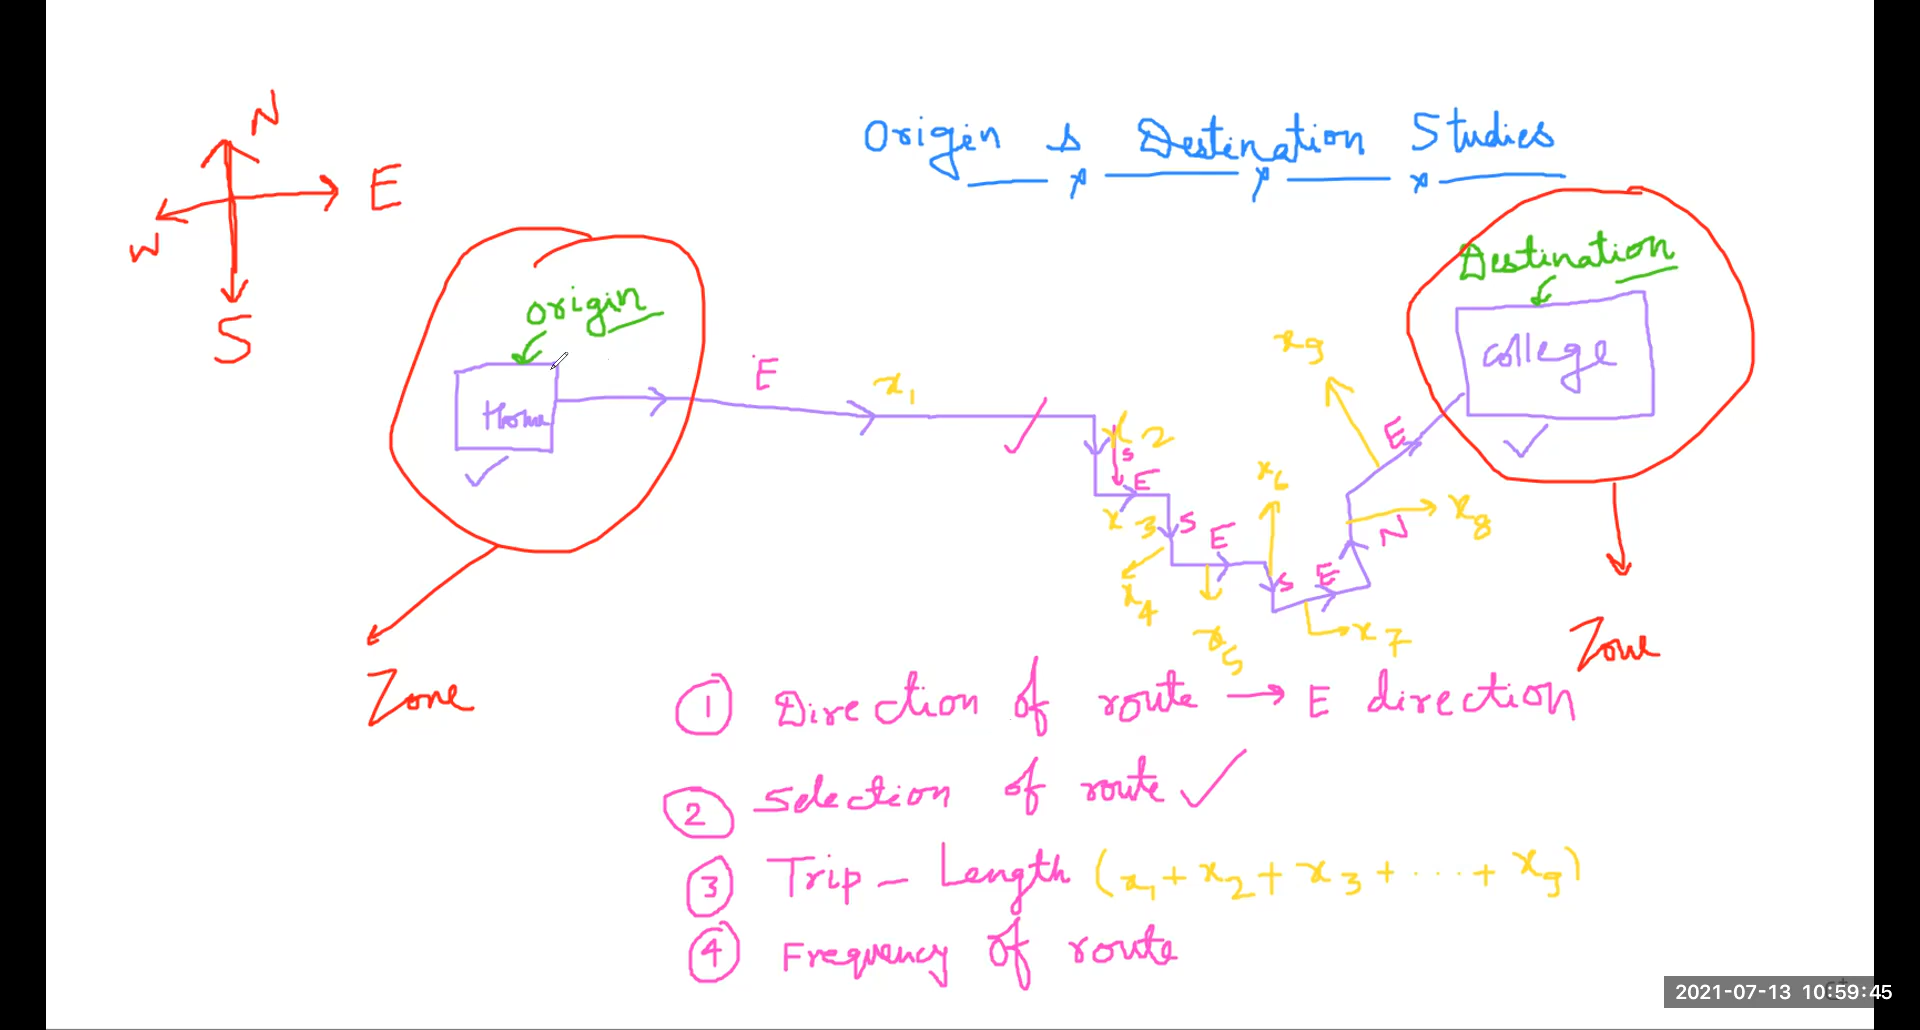 Origin & Destination Studies
N
E
W
S
origin
Home
E
x1
x2
S
E
x3
S
x4
E
x5
x6
S
E
x7
N
x8
E
x9
Destination
college
Zone
Zone
1 Direction of route → E direction
2 Selection of route ✓
3 Trip - Length (x1 + x2 + x3 + ... + x9)
4 Frequency of route
2021-07-13 10:59:45